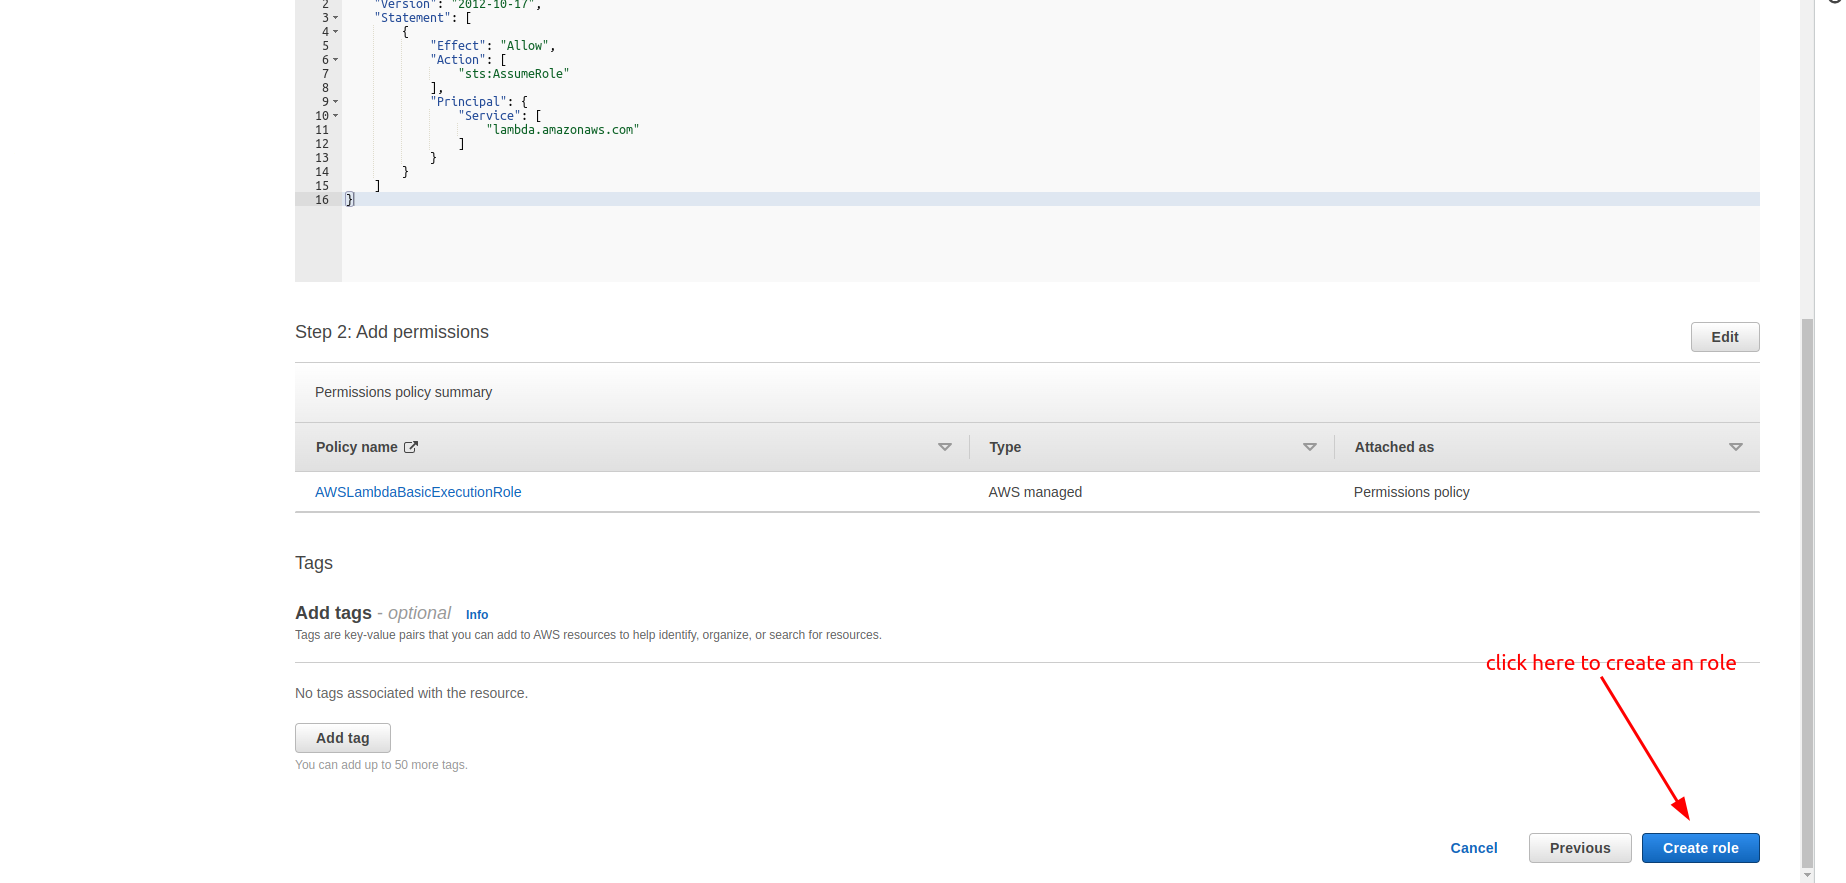 2 "Version": "2012-10-17",
3 "Statement": [
4 {
5 "Effect": "Allow",
6 "Action": [
7 "sts:AssumeRole"
8 ],
9 "Principal": {
10 "Service": [
11 "lambda.amazonaws.com"
12 ]
13 }
14 }
15 ]
16 }
Step 2: Add permissions
Edit
Permissions policy summary
Policy name Type Attached as
AWSLambdaBasicExecutionRole AWS managed Permissions policy
Tags
Add tags - optional Info
Tags are key-value pairs that you can add to AWS resources to help identify, organize, or search for resources.
click here to create an role
No tags associated with the resource.
Add tag
You can add up to 50 more tags.
Cancel Previous Create role